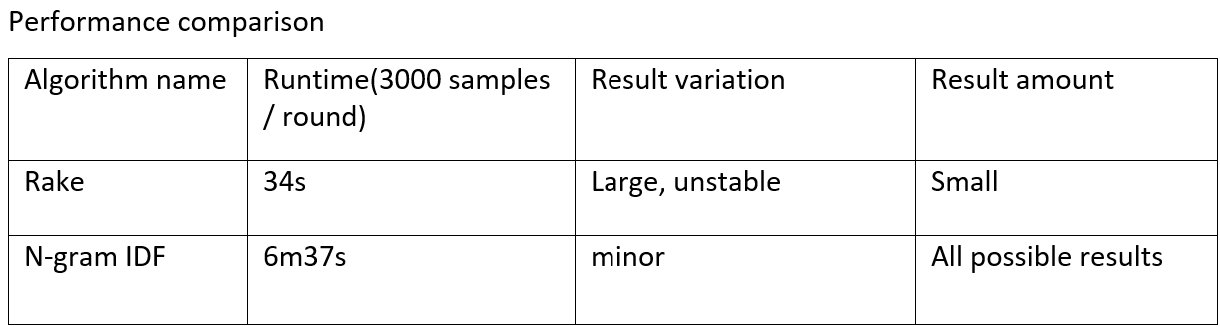 Performance comparison
Algorithm name
Runtime(3000 samples
/ round)
Result variation
Result amount
Rake
34s
Large, unstable
Small
N-gram IDF
6m37s
minor
All possible results